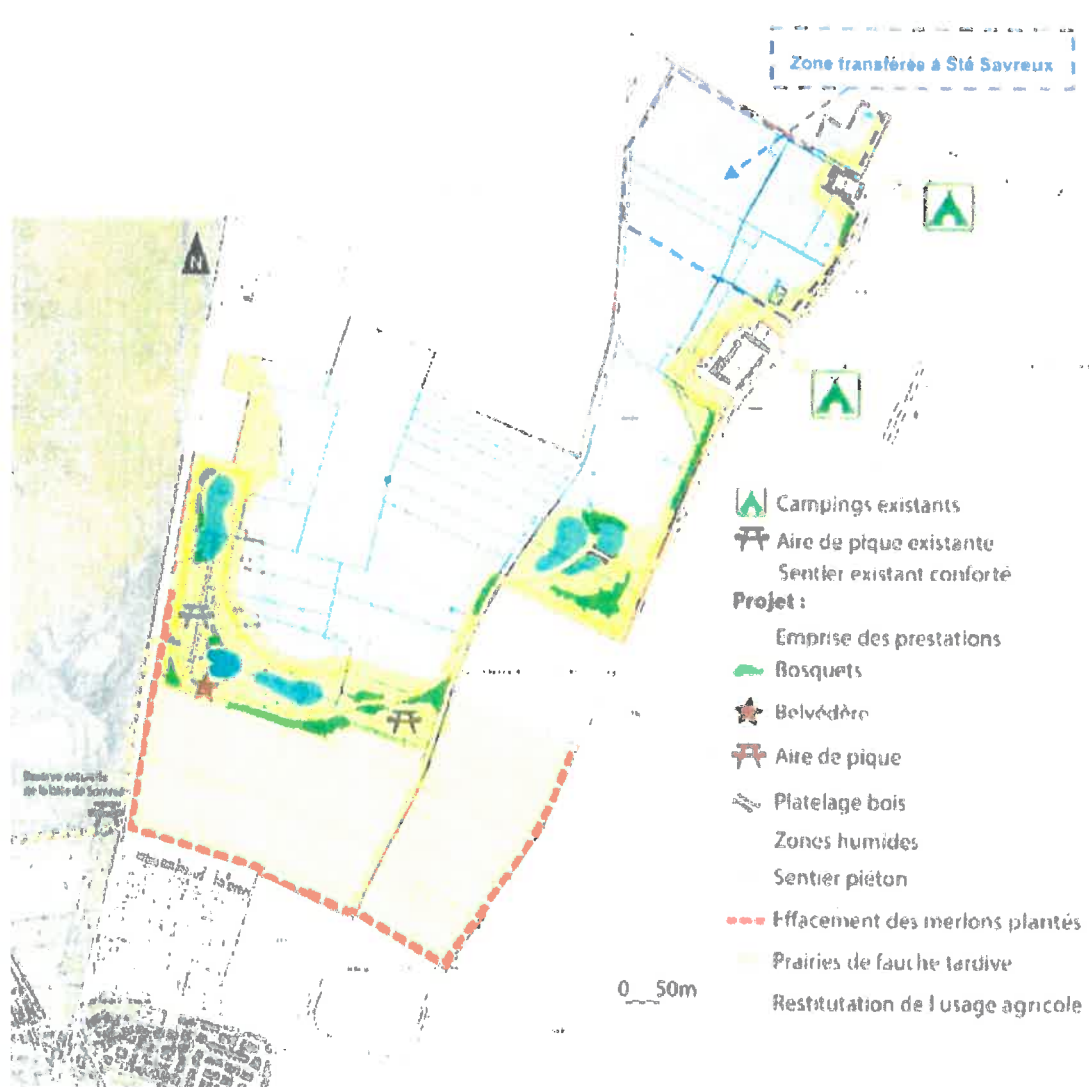 Zone transférée à Sté Savreux
N
Campings existants
Aire de pique existante
Sentier existant conforté
Projet :
Emprise des prestations
Bosquets
Belvédère
Aire de pique
Platelage bois
Zones humides
Sentier piéton
Effacement des merlons plantés
Prairies de fauche tardive
Restitutation de l usage agricole
0 50m